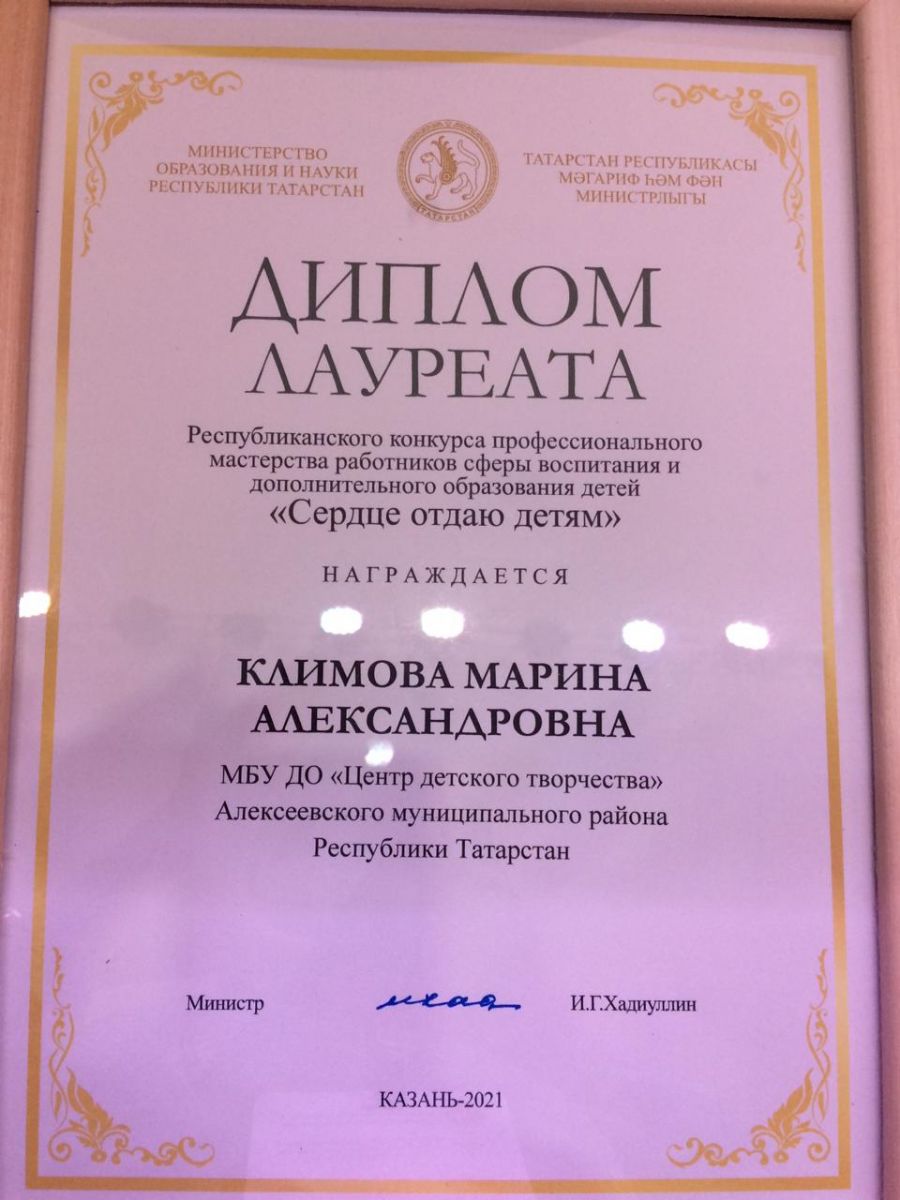 МИНИСТЕРСТВО
ОБРАЗОВАНИЯ И НАУКИ
РЕСПУБЛИКИ ТАТАРСТАН
ТАТАРСТАН
ТАТАРСТАН РЕСПУБЛИКАСЫ
МӘГАРИФ ҺӘМ ФӘН
МИНИСТРЛЫГЫ
ДИПЛОМ
ЛАУРЕАТА
Республиканского конкурса профессионального
мастерства работников сферы воспитания и
дополнительного образования детей
«Сердце отдаю детям»
НАГРАЖДАЕТСЯ
КЛИМОВА МАРИНА
АЛЕКСАНДРОВНА
МБУ ДО «Центр детского творчества»
Алексеевского муниципального района
Республики Татарстан
Министр
И.Г.Хадиуллин
КАЗАНЬ-2021